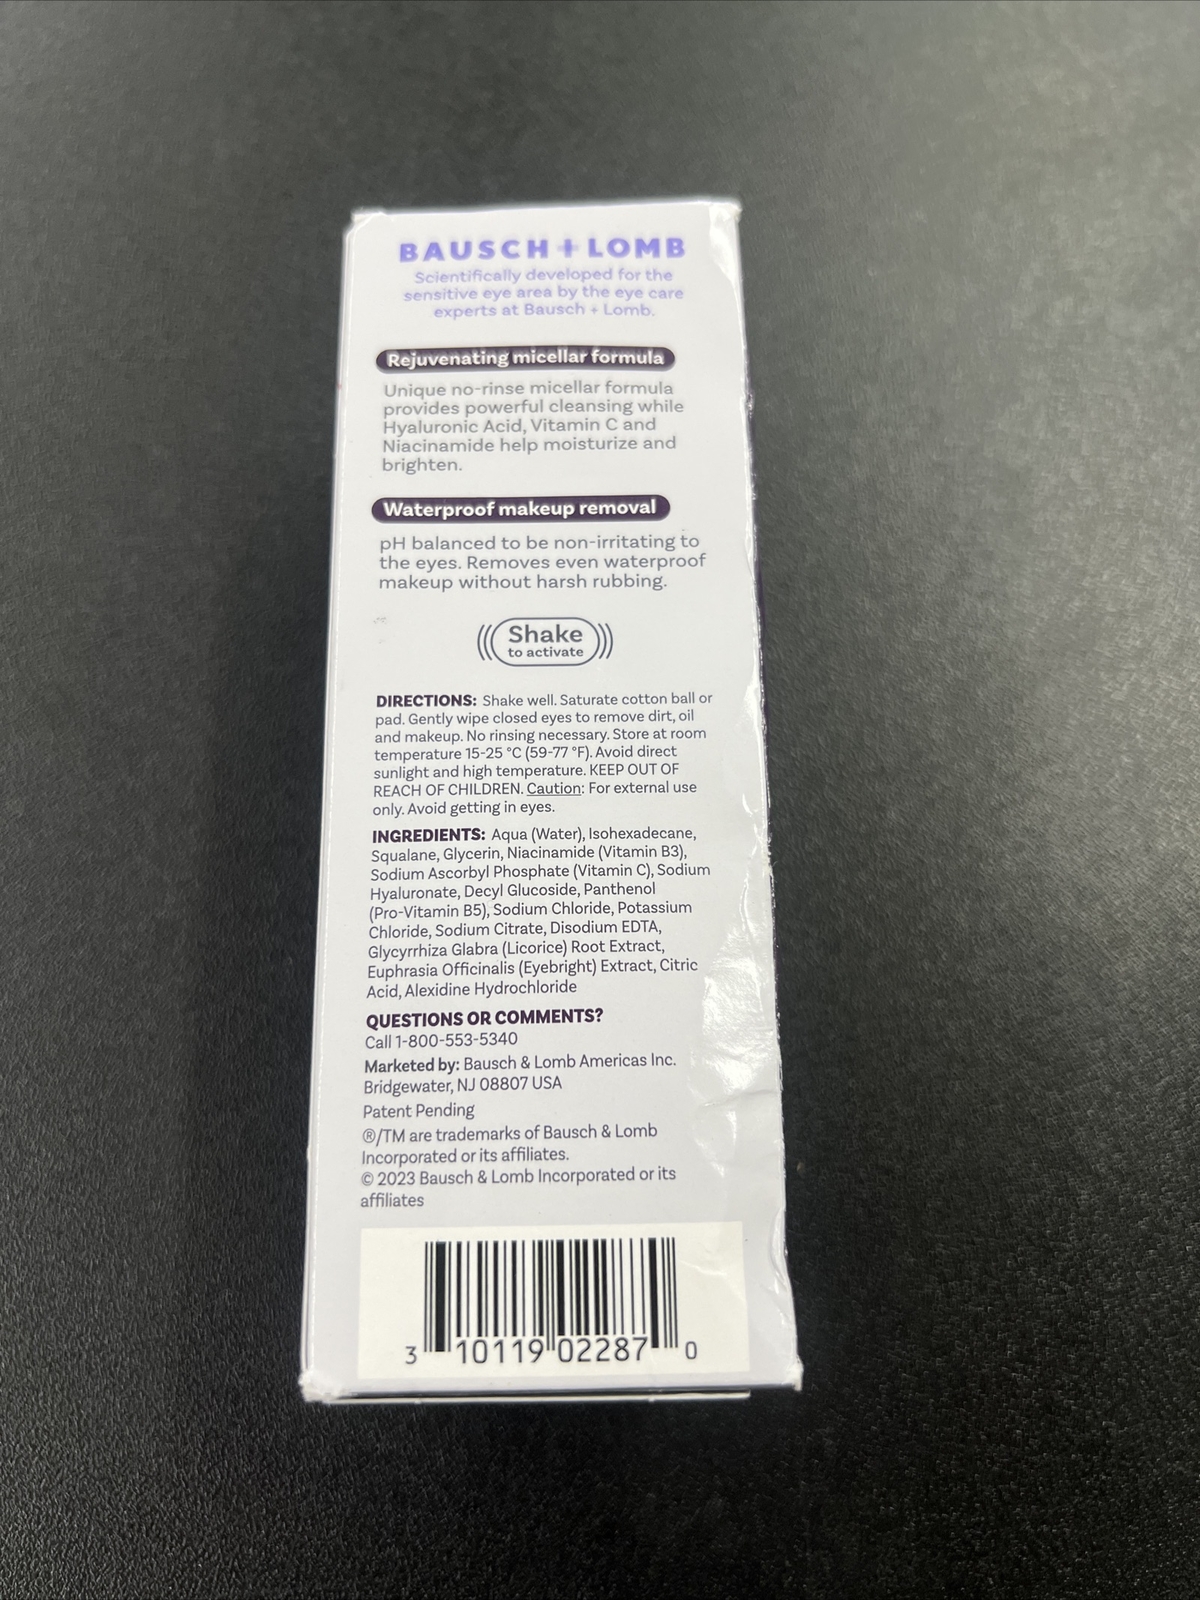 BAUSCH + LOMB
Scientifically developed for the
sensitive eye area by the eye care
experts at Bausch + Lomb.
Rejuvenating micellar formula
Unique no-rinse micellar formula
provides powerful cleansing while
Hyaluronic Acid, Vitamin C and
Niacinamide help moisturize and
brighten.
Waterproof makeup removal
pH balanced to be non-irritating to
the eyes. Removes even waterproof
makeup without harsh rubbing.
Shake
to activate
DIRECTIONS: Shake well. Saturate cotton ball or
pad. Gently wipe closed eyes to remove dirt, oil
and makeup. No rinsing necessary. Store at room
temperature 15-25 °C (59-77 °F). Avoid direct
sunlight and high temperature. KEEP OUT OF
REACH OF CHILDREN. Caution: For external use
only. Avoid getting in eyes.
INGREDIENTS: Aqua (Water), Isohexadecane,
Squalane, Glycerin, Niacinamide (Vitamin B3),
Sodium Ascorbyl Phosphate (Vitamin C), Sodium
Hyaluronate, Decyl Glucoside, Panthenol
(Pro-Vitamin B5), Sodium Chloride, Potassium
Chloride, Sodium Citrate, Disodium EDTA,
Glycyrrhiza Glabra (Licorice) Root Extract,
Euphrasia Officinalis (Eyebright) Extract, Citric
Acid, Alexidine Hydrochloride
QUESTIONS OR COMMENTS?
Call 1-800-553-5340
Marketed by: Bausch & Lomb Americas Inc.
Bridgewater, NJ 08807 USA
Patent Pending
®/TM are trademarks of Bausch & Lomb
Incorporated or its affiliates.
© 2023 Bausch & Lomb Incorporated or its
affiliates
3 10119 02287 0